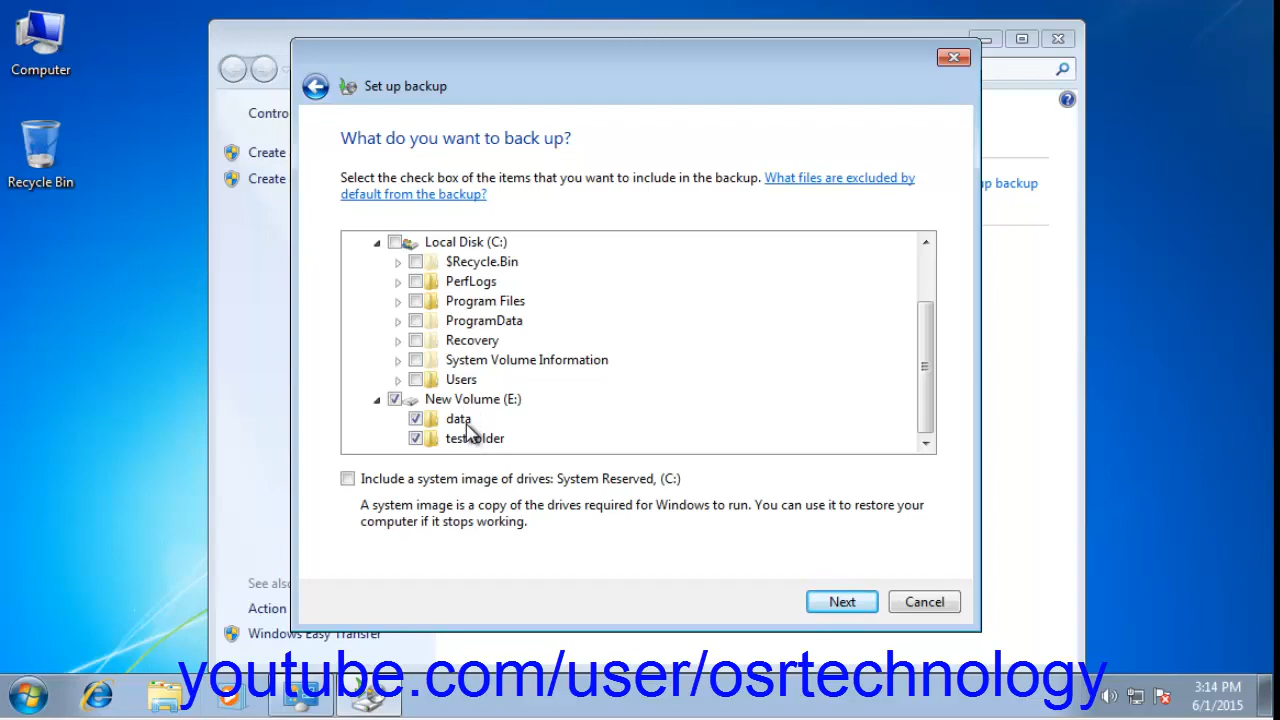 Computer
Recycle Bin
Set up backup
Contro
Create
Create
up backup
What do you want to back up?
Select the check box of the items that you want to include in the backup. What files are excluded by
default from the backup?
Local Disk (C:)
$Recycle.Bin
PerfLogs
Program Files
ProgramData
Recovery
System Volume Information
Users
New Volume (E:)
data
test folder
Include a system image of drives: System Reserved, (C:)
A system image is a copy of the drives required for Windows to run. You can use it to restore your
computer if it stops working.
Next
Cancel
See also
Action
Windows Easy Transfer
youtube.com/user/osrtechnology
3:14 PM
6/1/2015